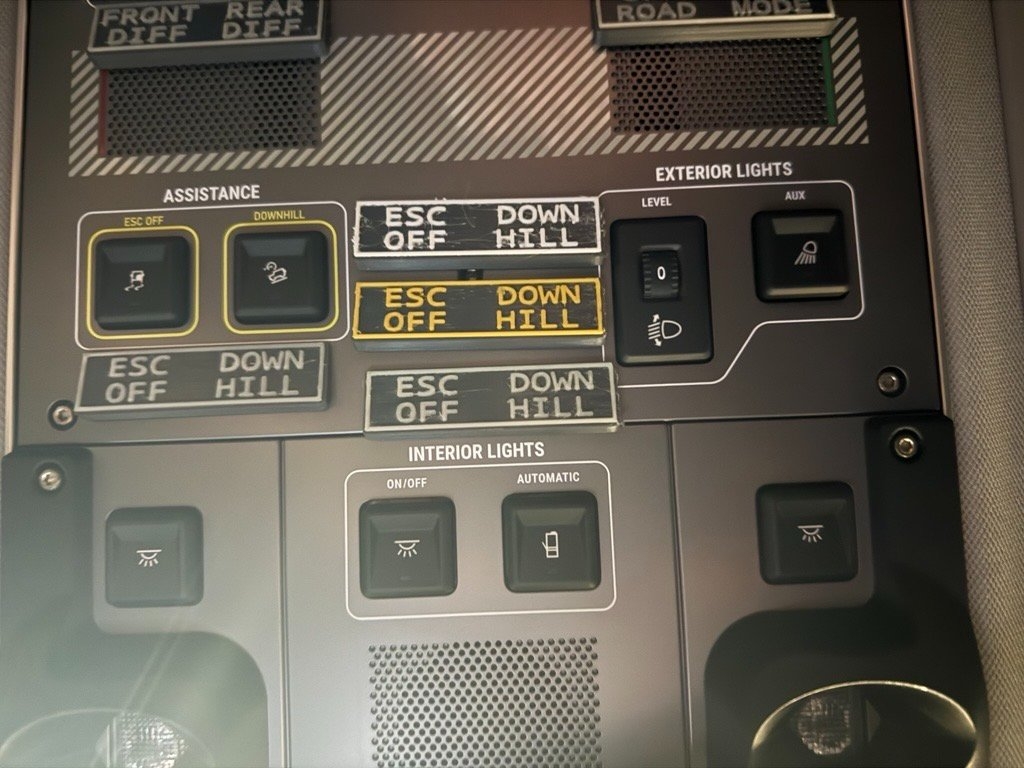 FRONT REAR
DIFF DIFF
ROAD MODE
ASSISTANCE
ESC OFF
DOWNHILL
ESC DOWN
OFF HILL
ESC DOWN
OFF HILL
ESC DOWN
OFF HILL
ESC DOWN
OFF HILL
EXTERIOR LIGHTS
LEVEL
AUX
0
INTERIOR LIGHTS
ON/OFF
AUTOMATIC